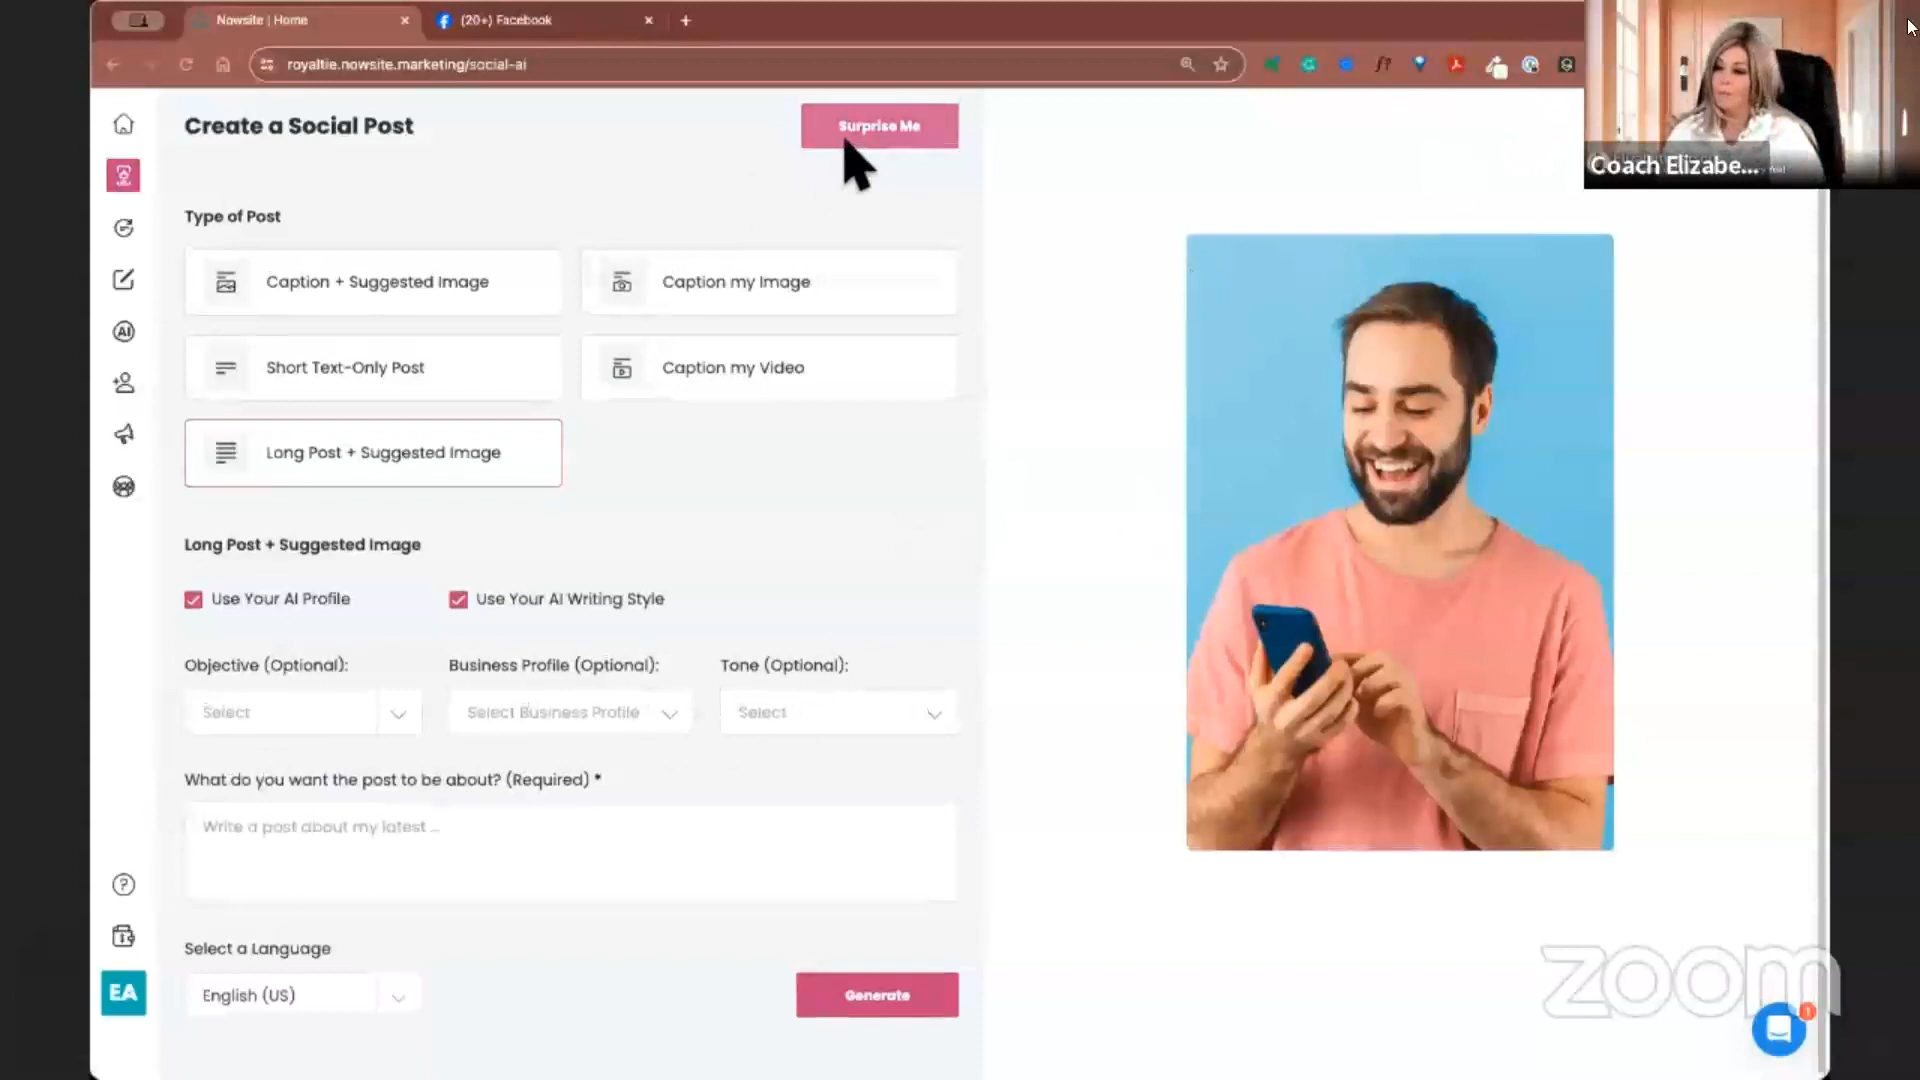 Nowsite | Home
(20+) Facebook
royaltie.nowsite.marketing/social-ai
Coach Elizabe...
Create a Social Post
Surprise Me
Type of Post
Caption + Suggested Image
Caption my Image
Short Text-Only Post
Caption my Video
Long Post + Suggested Image
Long Post + Suggested Image
Use Your AI Profile
Use Your AI Writing Style
Objective (Optional):
Business Profile (Optional):
Tone (Optional):
Select
Select Business Profile
Select
What do you want the post to be about? (Required) *
Write a post about my latest ...
Select a Language
English (US)
Generate
AI
EA
zoom
1